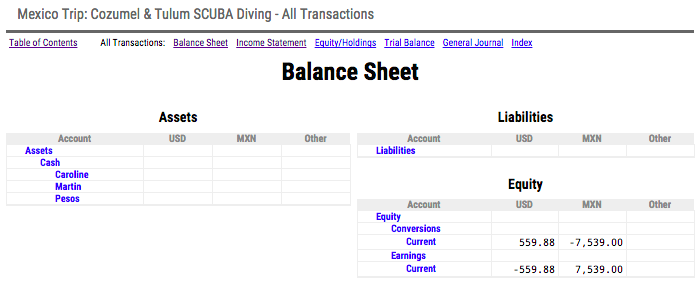 Mexico Trip: Cozumel & Tulum SCUBA Diving - All Transactions
Table of Contents All Transactions: Balance Sheet Income Statement Equity/Holdings Trial Balance General Journal Index
Balance Sheet
Assets
Account USD MXN Other
Assets
Cash
Caroline
Martin
Pesos
Liabilities
Account USD MXN Other
Liabilities
Equity
Account USD MXN Other
Equity
Conversions
Current 559.88 -7,539.00
Earnings
Current -559.88 7,539.00